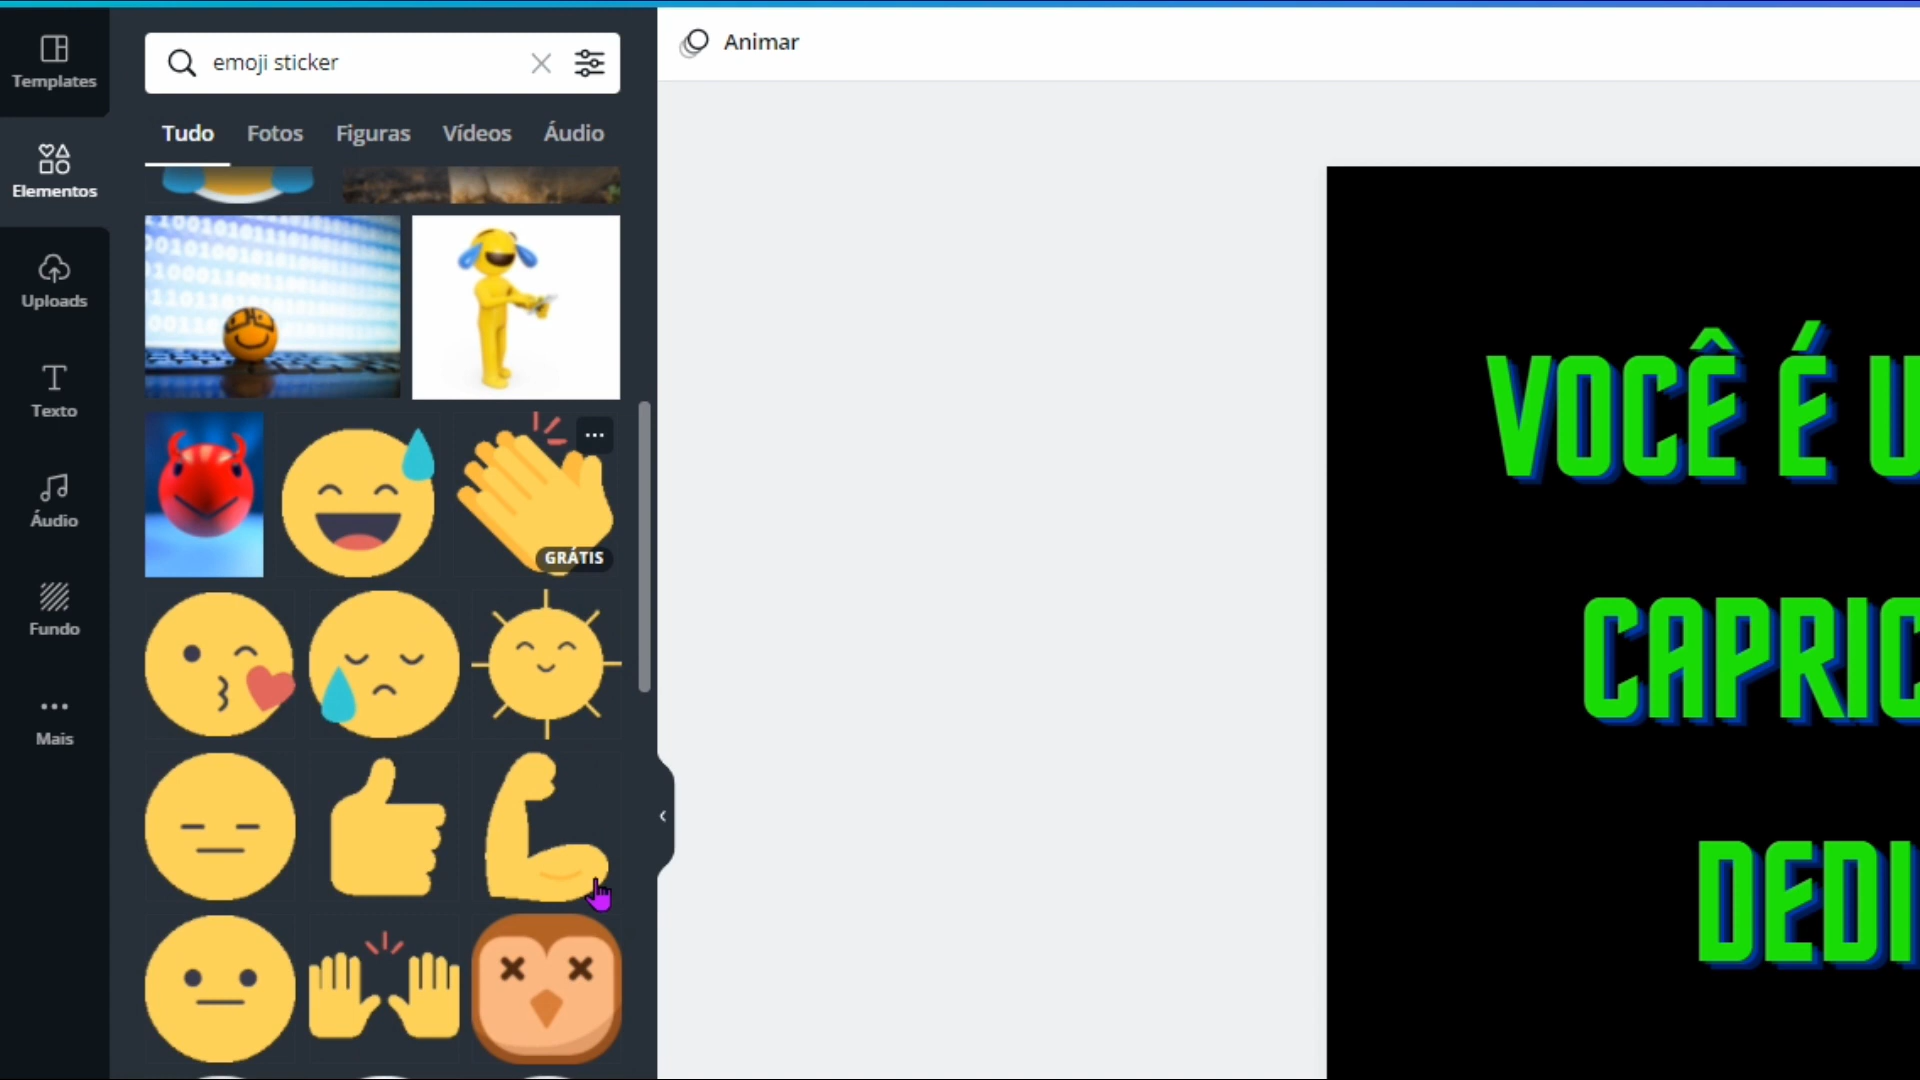 Templates
Elementos
Uploads
Texto
Áudio
Fundo
Mais
emoji sticker
Tudo Fotos Figuras Vídeos Áudio
GRÁTIS
Animar
VOCÊ É U
CAPRIC
DEDI